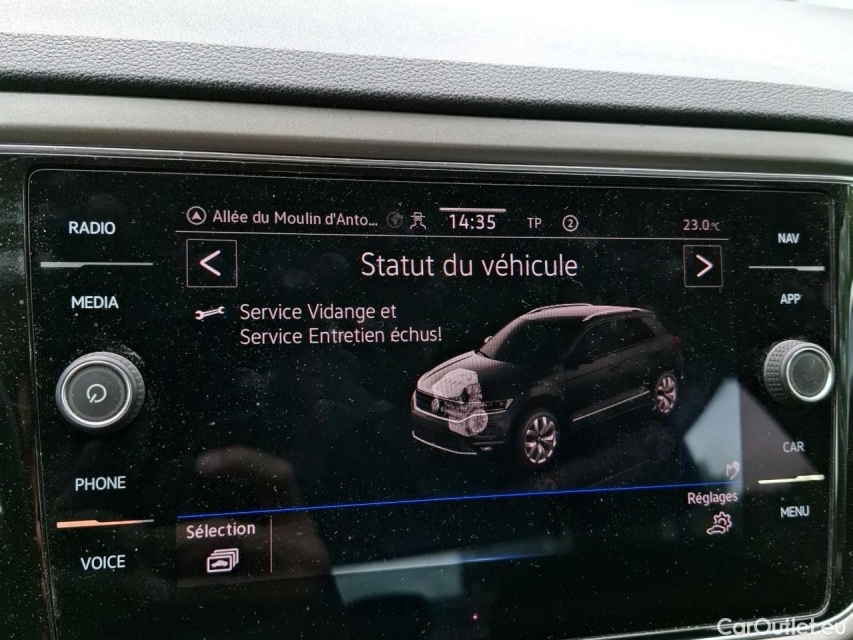 RADIO
MEDIA
PHONE
VOICE
Allée du Moulin d'Anto...
14:35
TP
2
23.0°C
<
Statut du véhicule
>
Service Vidange et
Service Entretien échus!
Sélection
Réglages
NAV
APP
CAR
MENU
CarOutlet.eu